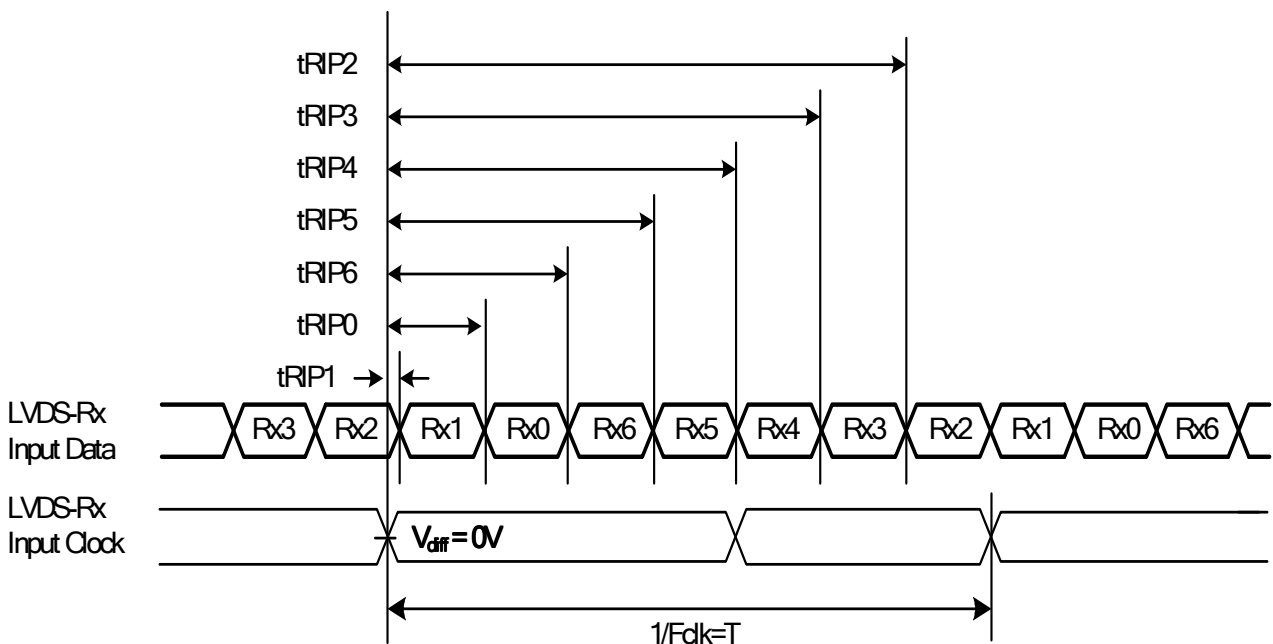 tRIP2
tRIP3
tRIP4
tRIP5
tRIP6
tRIP0
tRIP1
LVDS-Rx
Input Data
Rx3 Rx2 Rx1 Rx0 Rx6 Rx5 Rx4 Rx3 Rx2 Rx1 Rx0 Rx6
LVDS-Rx
Input Clock
Vdiff = 0V
1/Fclk=T